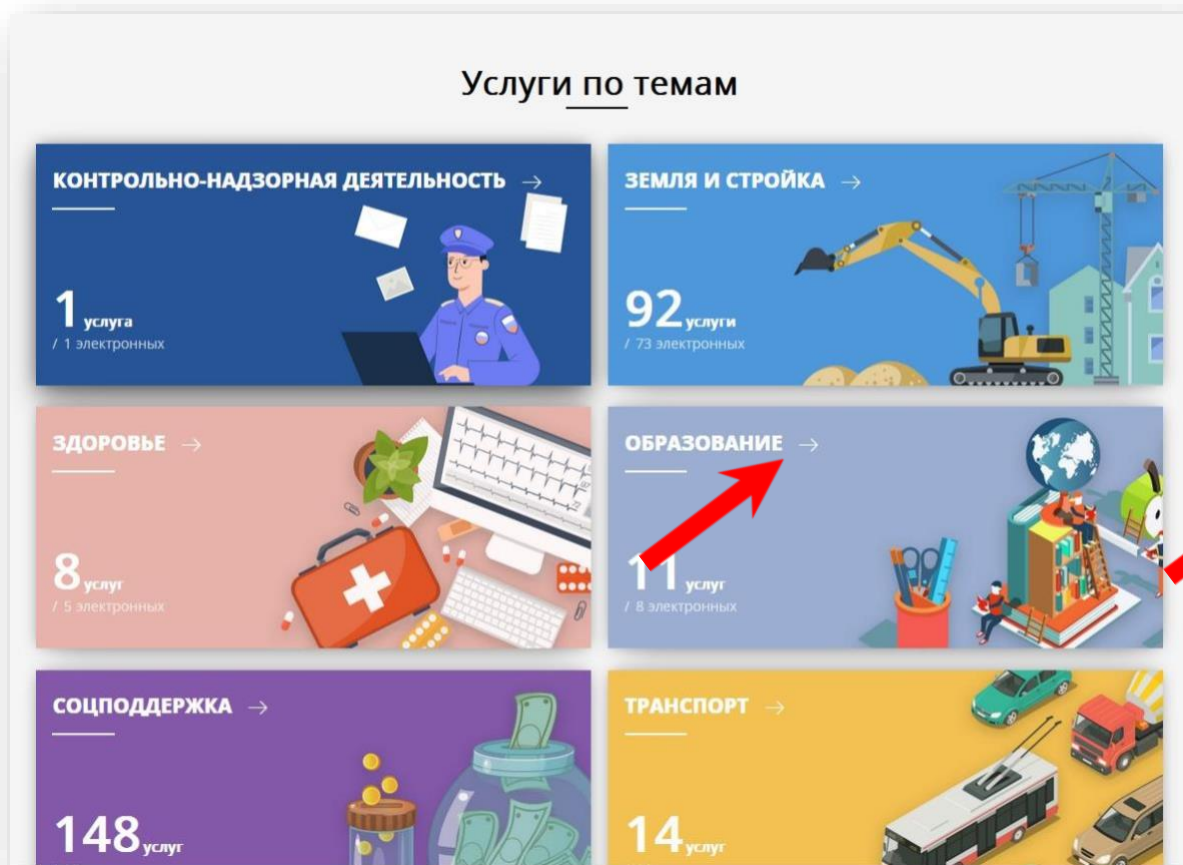 Услуги по темам
КОНТРОЛЬНО-НАДЗОРНАЯ ДЕЯТЕЛЬНОСТЬ →
1 услуга
/ 1 электронных
ЗЕМЛЯ И СТРОЙКА →
92 услуги
/ 73 электронных
ЗДОРОВЬЕ →
8 услуг
/ 5 электронных
ОБРАЗОВАНИЕ →
11 услуг
/ 8 электронных
СОЦПОДДЕРЖКА →
148 услуг
ТРАНСПОРТ →
14 услуг